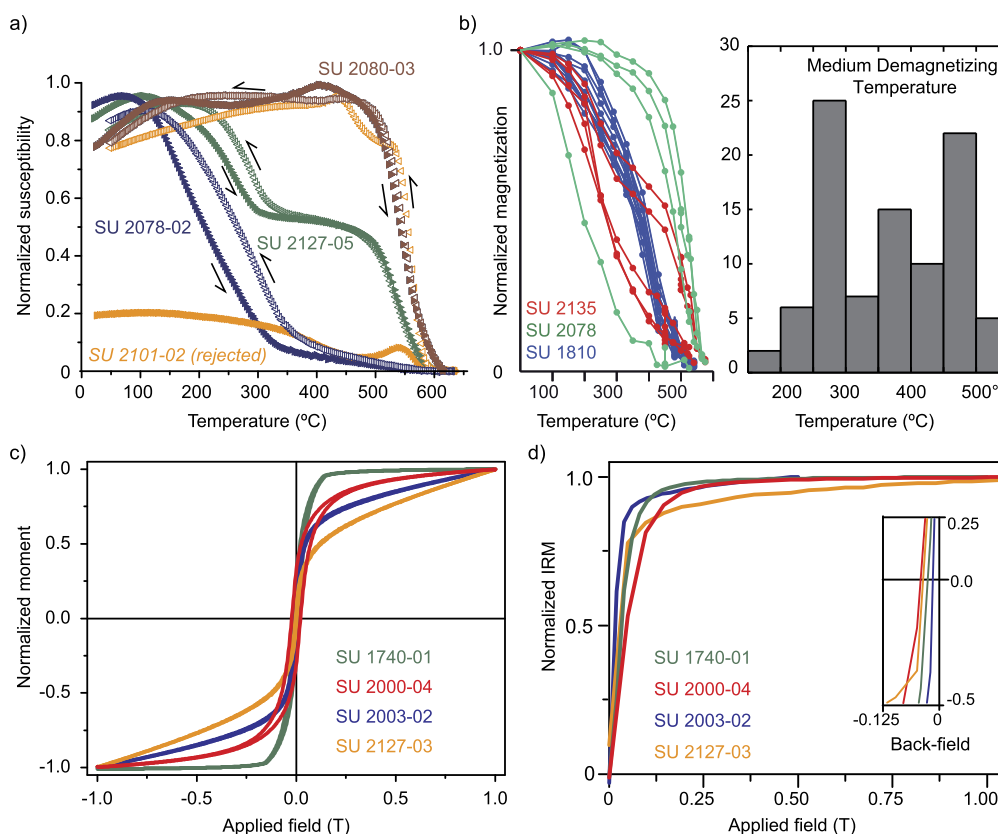 a)
Normalized susceptibility
1.0
0.8
0.6
0.4
0.2
0
SU 2080-03
SU 2078-02
SU 2127-05
SU 2101-02 (rejected)
0
100
200
300
400
500
600
Temperature (ºC)
b)
Normalized magnetization
1.0
0
SU 2135
SU 2078
SU 1810
100
200
300
400
500
Temperature (ºC)
Medium Demagnetizing
Temperature
30
25
20
15
10
5
0
200
300
400
500°
Temperature (ºC)
c)
Normalized moment
1.0
0.5
0.0
-0.5
-1.0
SU 1740-01
SU 2000-04
SU 2003-02
SU 2127-03
-1.0
-0.5
0.0
0.5
1.0
Applied field (T)
d)
Normalized IRM
1.0
0.5
0
SU 1740-01
SU 2000-04
SU 2003-02
SU 2127-03
0.25
0.0
-0.5
-0.125
0
Back-field
0
0.25
0.50
0.75
1.00
Applied field (T)